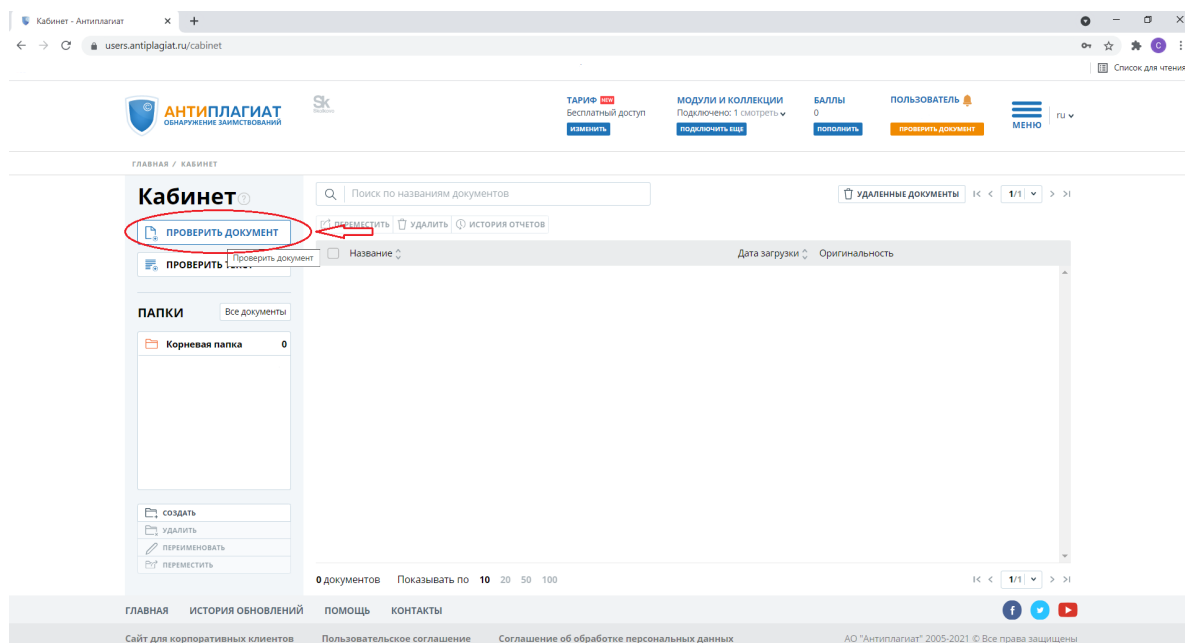 Кабинет - Антиплагиат
users.antiplagiat.ru/cabinet
С
Список для чтения
АНТИПЛАГИАТ
ОБНАРУЖЕНИЕ ЗАИМСТВОВАНИЙ
Sk
ТАРИФ NEW
Бесплатный доступ
ИЗМЕНИТЬ
МОДУЛИ И КОЛЛЕКЦИИ
Подключено: 1 смотреть
ПОДКЛЮЧИТЬ ЕЩЕ
БАЛЛЫ
0
ПОПОЛНИТЬ
ПОЛЬЗОВАТЕЛЬ
ПРОВЕРИТЬ ДОКУМЕНТ
МЕНЮ
ru
ГЛАВНАЯ / КАБИНЕТ
Кабинет ?
Поиск по названиям документов
УДАЛЕННЫЕ ДОКУМЕНТЫ
1/1
ПРОВЕРИТЬ ДОКУМЕНТ
ПЕРЕМЕСТИТЬ УДАЛИТЬ ИСТОРИЯ ОТЧЕТОВ
Название Дата загрузки Оригинальность
Проверить документ
ПРОВЕРИТЬ
ПАПКИ Все документы
Корневая папка 0
СОЗДАТЬ
УДАЛИТЬ
ПЕРЕИМЕНОВАТЬ
ПЕРЕМЕСТИТЬ
0 документов Показывать по 10 20 50 100
1/1
ГЛАВНАЯ ИСТОРИЯ ОБНОВЛЕНИЙ ПОМОЩЬ КОНТАКТЫ
Сайт для корпоративных клиентов Пользовательское соглашение Соглашение об обработке персональных данных АО "Антиплагиат" 2005-2021 © Все права защищены